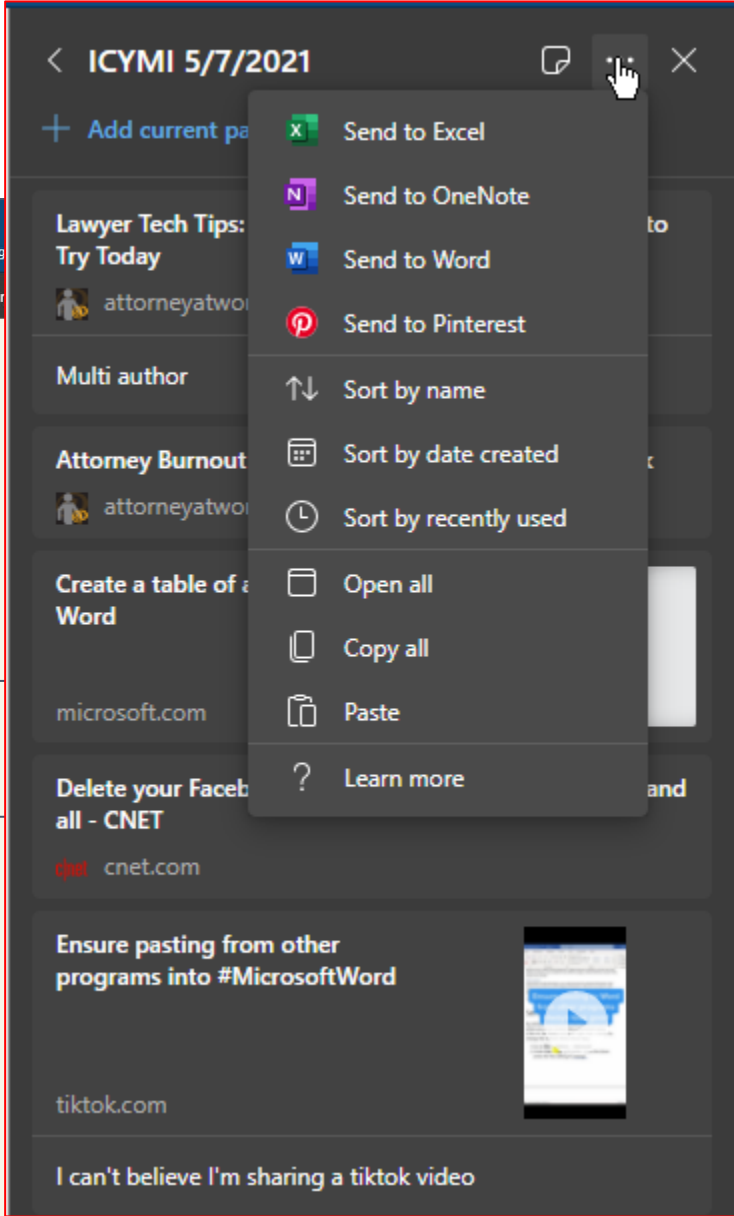 ICYMI 5/7/2021
Add current pa
Send to Excel
Send to OneNote
Send to Word
Send to Pinterest
Sort by name
Sort by date created
Sort by recently used
Open all
Copy all
Paste
Learn more
Lawyer Tech Tips: to
Try Today
attorneyatwo
Multi author
Attorney Burnout
attorneyatwo
Create a table of a
Word
microsoft.com
Delete your Faceb and
all - CNET
cnet cnet.com
Ensure pasting from other
programs into #MicrosoftWord
tiktok.com
I can't believe I'm sharing a tiktok video